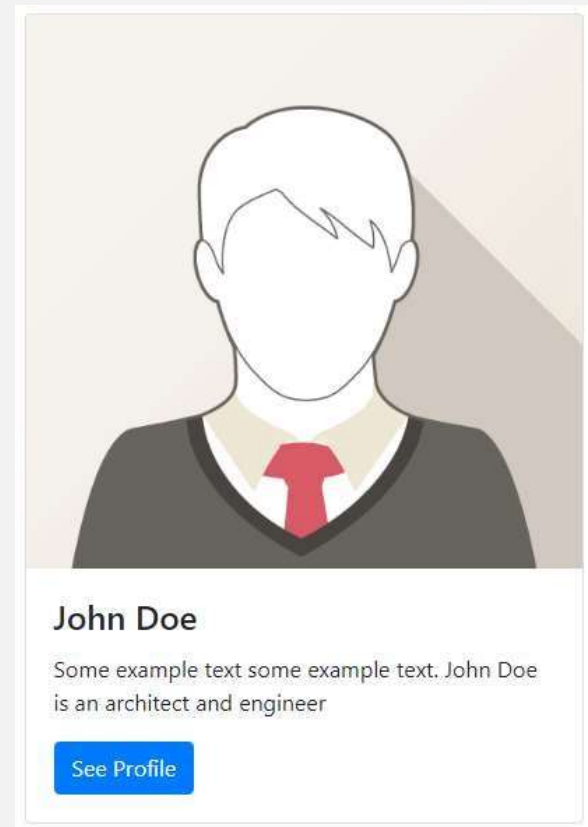 John Doe
Some example text some example text. John Doe
is an architect and engineer
See Profile